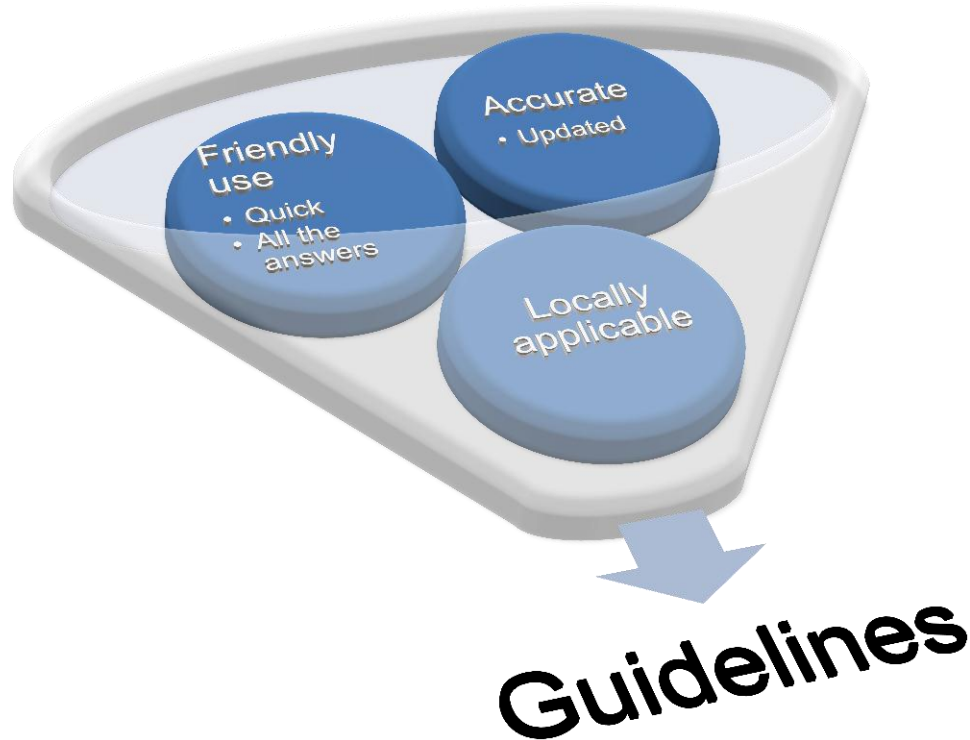 Accurate
• Updated
Friendly
use
• Quick
• All the
answers
Locally
applicable
Guidelines